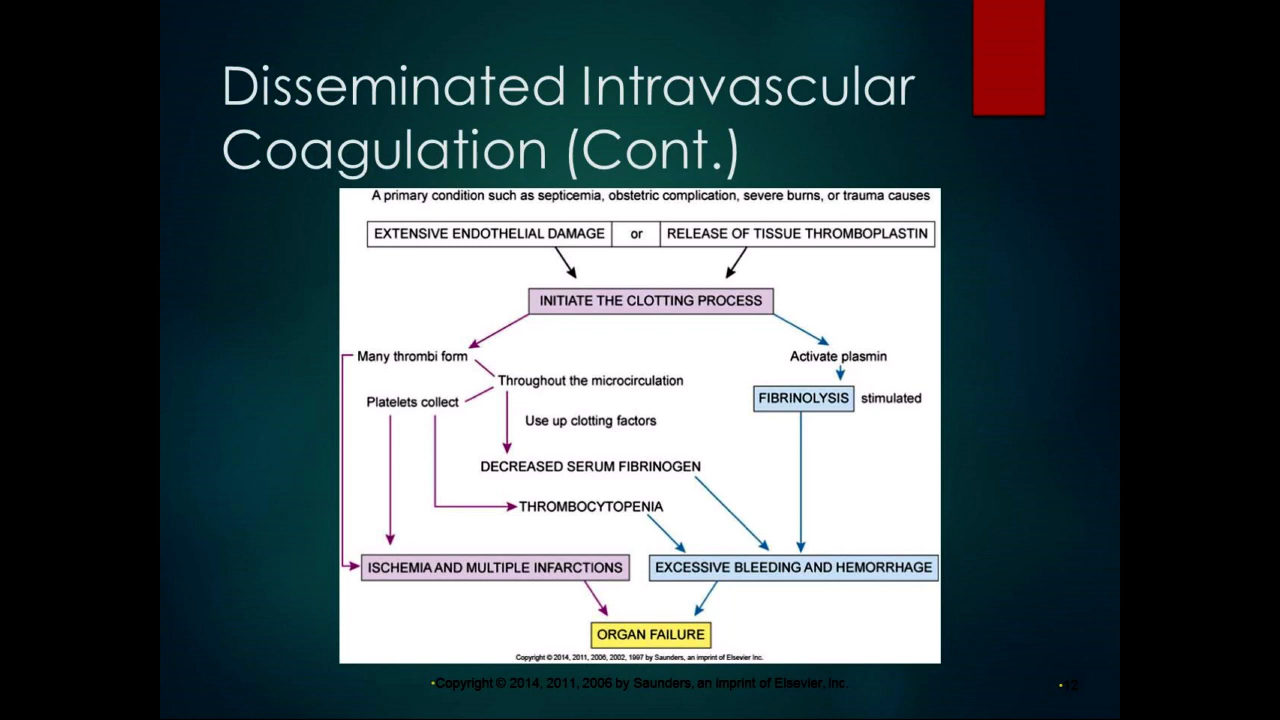 Disseminated Intravascular
Coagulation (Cont.)
A primary condition such as septicemia, obstetric complication, severe burns, or trauma causes
EXTENSIVE ENDOTHELIAL DAMAGE or RELEASE OF TISSUE THROMBOPLASTIN
INITIATE THE CLOTTING PROCESS
Many thrombi form
Activate plasmin
Throughout the microcirculation
Platelets collect
FIBRINOLYSIS stimulated
Use up clotting factors
DECREASED SERUM FIBRINOGEN
THROMBOCYTOPENIA
ISCHEMIA AND MULTIPLE INFARCTIONS
EXCESSIVE BLEEDING AND HEMORRHAGE
ORGAN FAILURE
Copyright © 2014, 2011, 2006, 2002, 1997 by Saunders, an imprint of Elsevier Inc.
•Copyright © 2014, 2011, 2006 by Saunders, an imprint of Elsevier, Inc.
•12